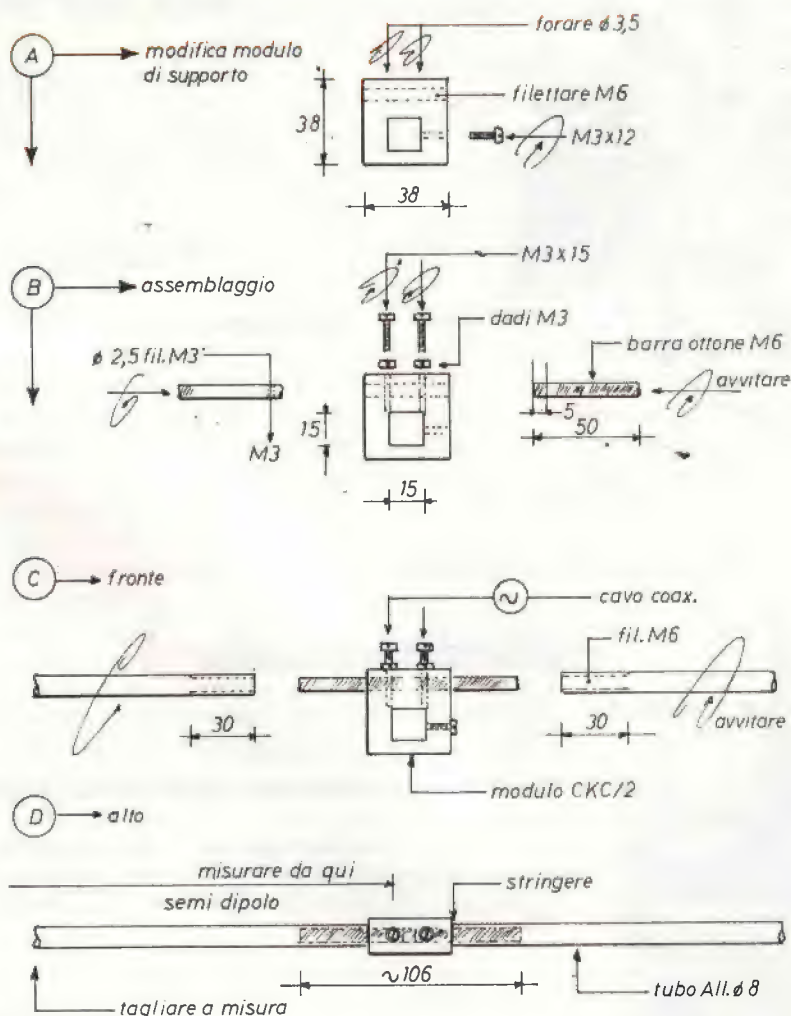 A
modifica modulo
di supporto
forare ø 3,5
filettare M6
38
M3x12
38
B
assemblaggio
M3x15
dadi M3
ø 2,5 fil. M3
barra ottone M6
avvitare
M3
15
5
50
15
C
fronte
~
cavo coax.
fil. M6
30
30
avvitare
modulo CKC/2
D
alto
misurare da qui
semi dipolo
stringere
~106
tagliare a misura
tubo All. ø 8